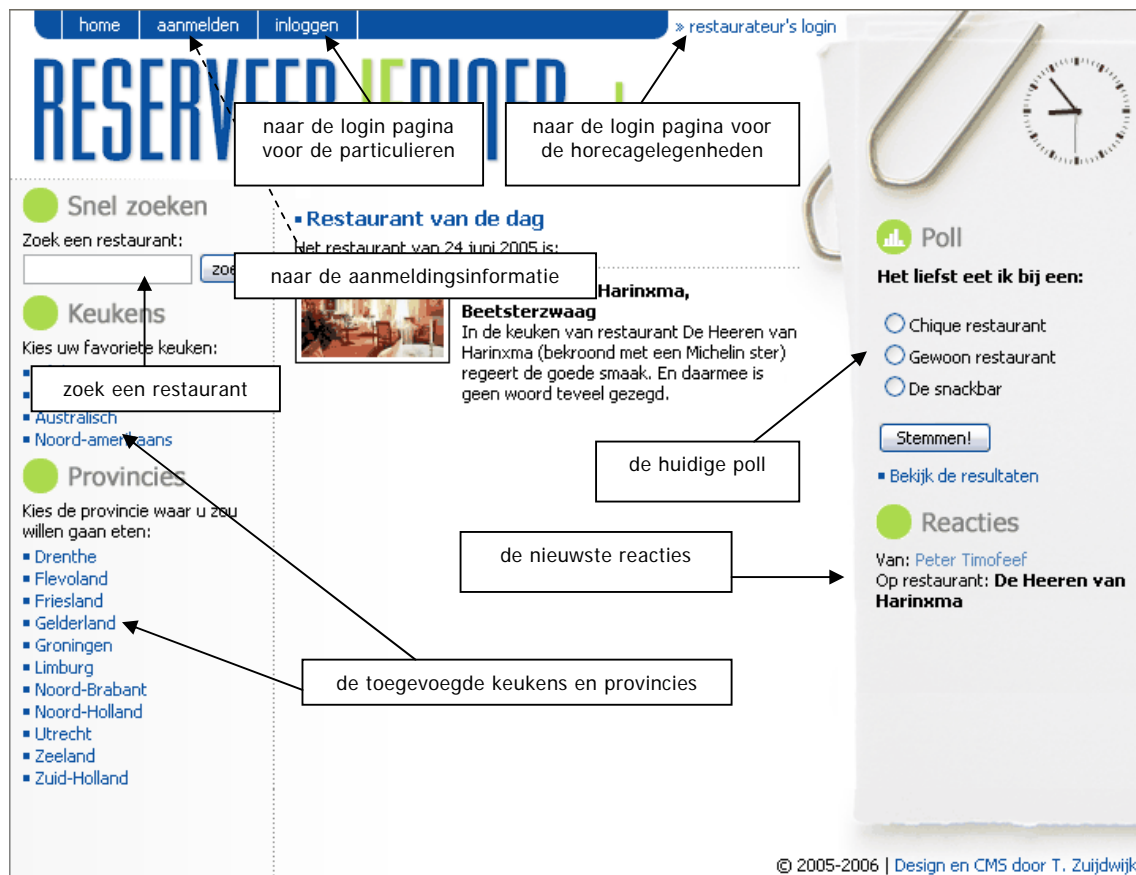 home
aanmelden
inloggen
» restaurateur's login
RESERVEER JE DINER
naar de login pagina
voor de particulieren
naar de login pagina voor
de horecagelegenheden
Snel zoeken
Zoek een restaurant:
Keukens
Kies uw favoriete keuken:
zoek een restaurant
Australisch
Noord-amerikaans
Provincies
Kies de provincie waar u zou
willen gaan eten:
Drenthe
Flevoland
Friesland
Gelderland
Groningen
Limburg
Noord-Brabant
Noord-Holland
Utrecht
Zeeland
Zuid-Holland
Restaurant van de dag
Het restaurant van 24 juni 2005 is:
naar de aanmeldingsinformatie
Harinxma,
Beetsterzwaag
In de keuken van restaurant De Heeren van
Harinxma (bekroond met een Michelin ster)
regeert de goede smaak. En daarmee is
geen woord teveel gezegd.
de huidige poll
de nieuwste reacties
de toegevoegde keukens en provincies
Poll
Het liefst eet ik bij een:
Chique restaurant
Gewoon restaurant
De snackbar
Stemmen!
Bekijk de resultaten
Reacties
Van: Peter Timofeef
Op restaurant: De Heeren van
Harinxma
© 2005-2006 | Design en CMS door T. Zuijdwijk